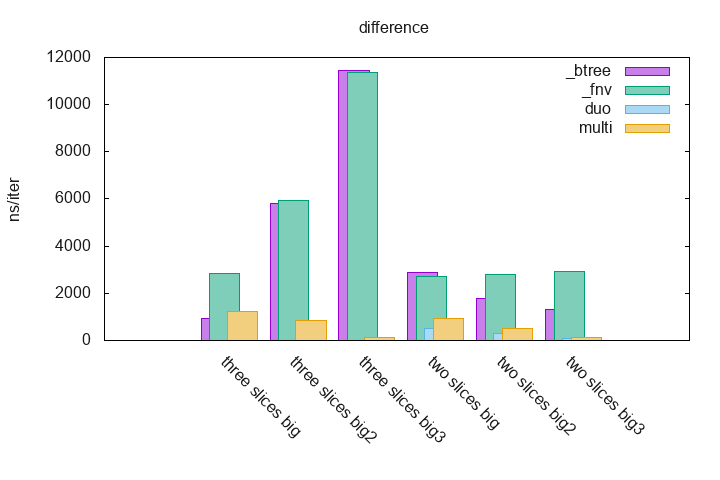 difference
12000
10000
8000
6000
4000
2000
0
ns/iter
_btree
_fnv
duo
multi
three slices big
three slices big2
three slices big3
two slices big
two slices big2
two slices big3